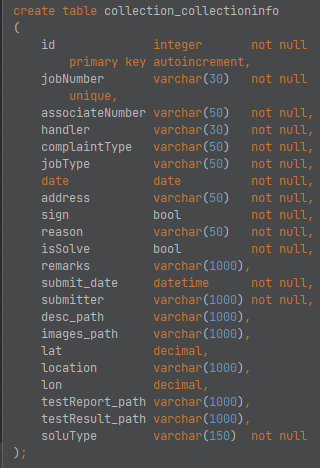 create table collection_collectioninfo
(
    id               integer       not null
        primary key autoincrement,
    jobNumber        varchar(30)   not null
        unique,
    associateNumber varchar(50)   not null,
    handler          varchar(30)   not null,
    complaintType    varchar(50)   not null,
    jobType          varchar(50)   not null,
    date             date          not null,
    address          varchar(50)   not null,
    sign             bool          not null,
    reason           varchar(50)   not null,
    isSolve          bool          not null,
    remarks          varchar(1000),
    submit_date      datetime      not null,
    submitter        varchar(1000) not null,
    desc_path        varchar(1000),
    images_path      varchar(1000),
    lat              decimal,
    location         varchar(1000),
    lon              decimal,
    testReport_path varchar(1000),
    testResult_path varchar(1000),
    soluType         varchar(150)  not null
);